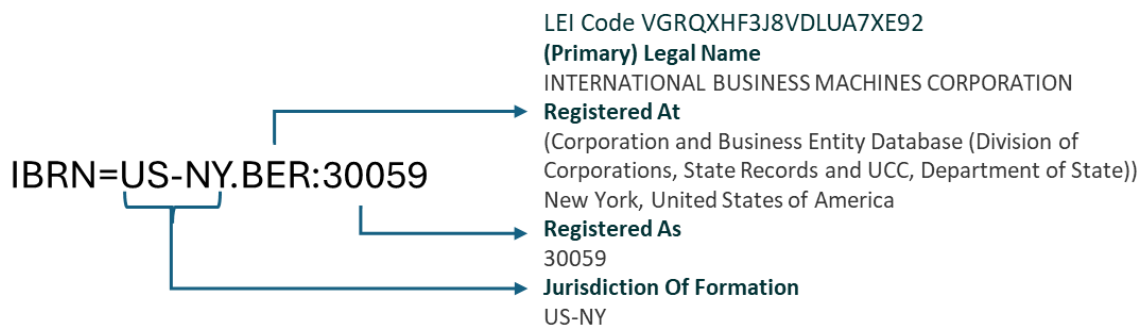 LEI Code VGRQXHF3J8VDLUA7XE92
(Primary) Legal Name
INTERNATIONAL BUSINESS MACHINES CORPORATION
Registered At
(Corporation and Business Entity Database (Division of
Corporations, State Records and UCC, Department of State))
New York, United States of America
Registered As
30059
Jurisdiction Of Formation
US-NY
IBRN=US-NY.BER:30059